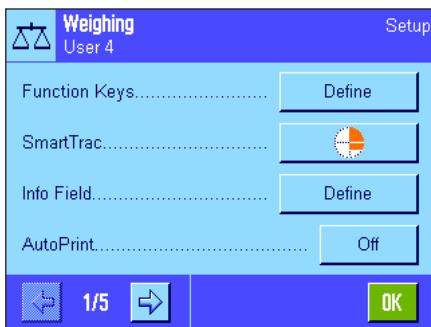 Weighing
Setup
User 4
Function Keys........................ Define
SmartTrac................................
Info Field................................ Define
AutoPrint....................................... Off
1/5
OK